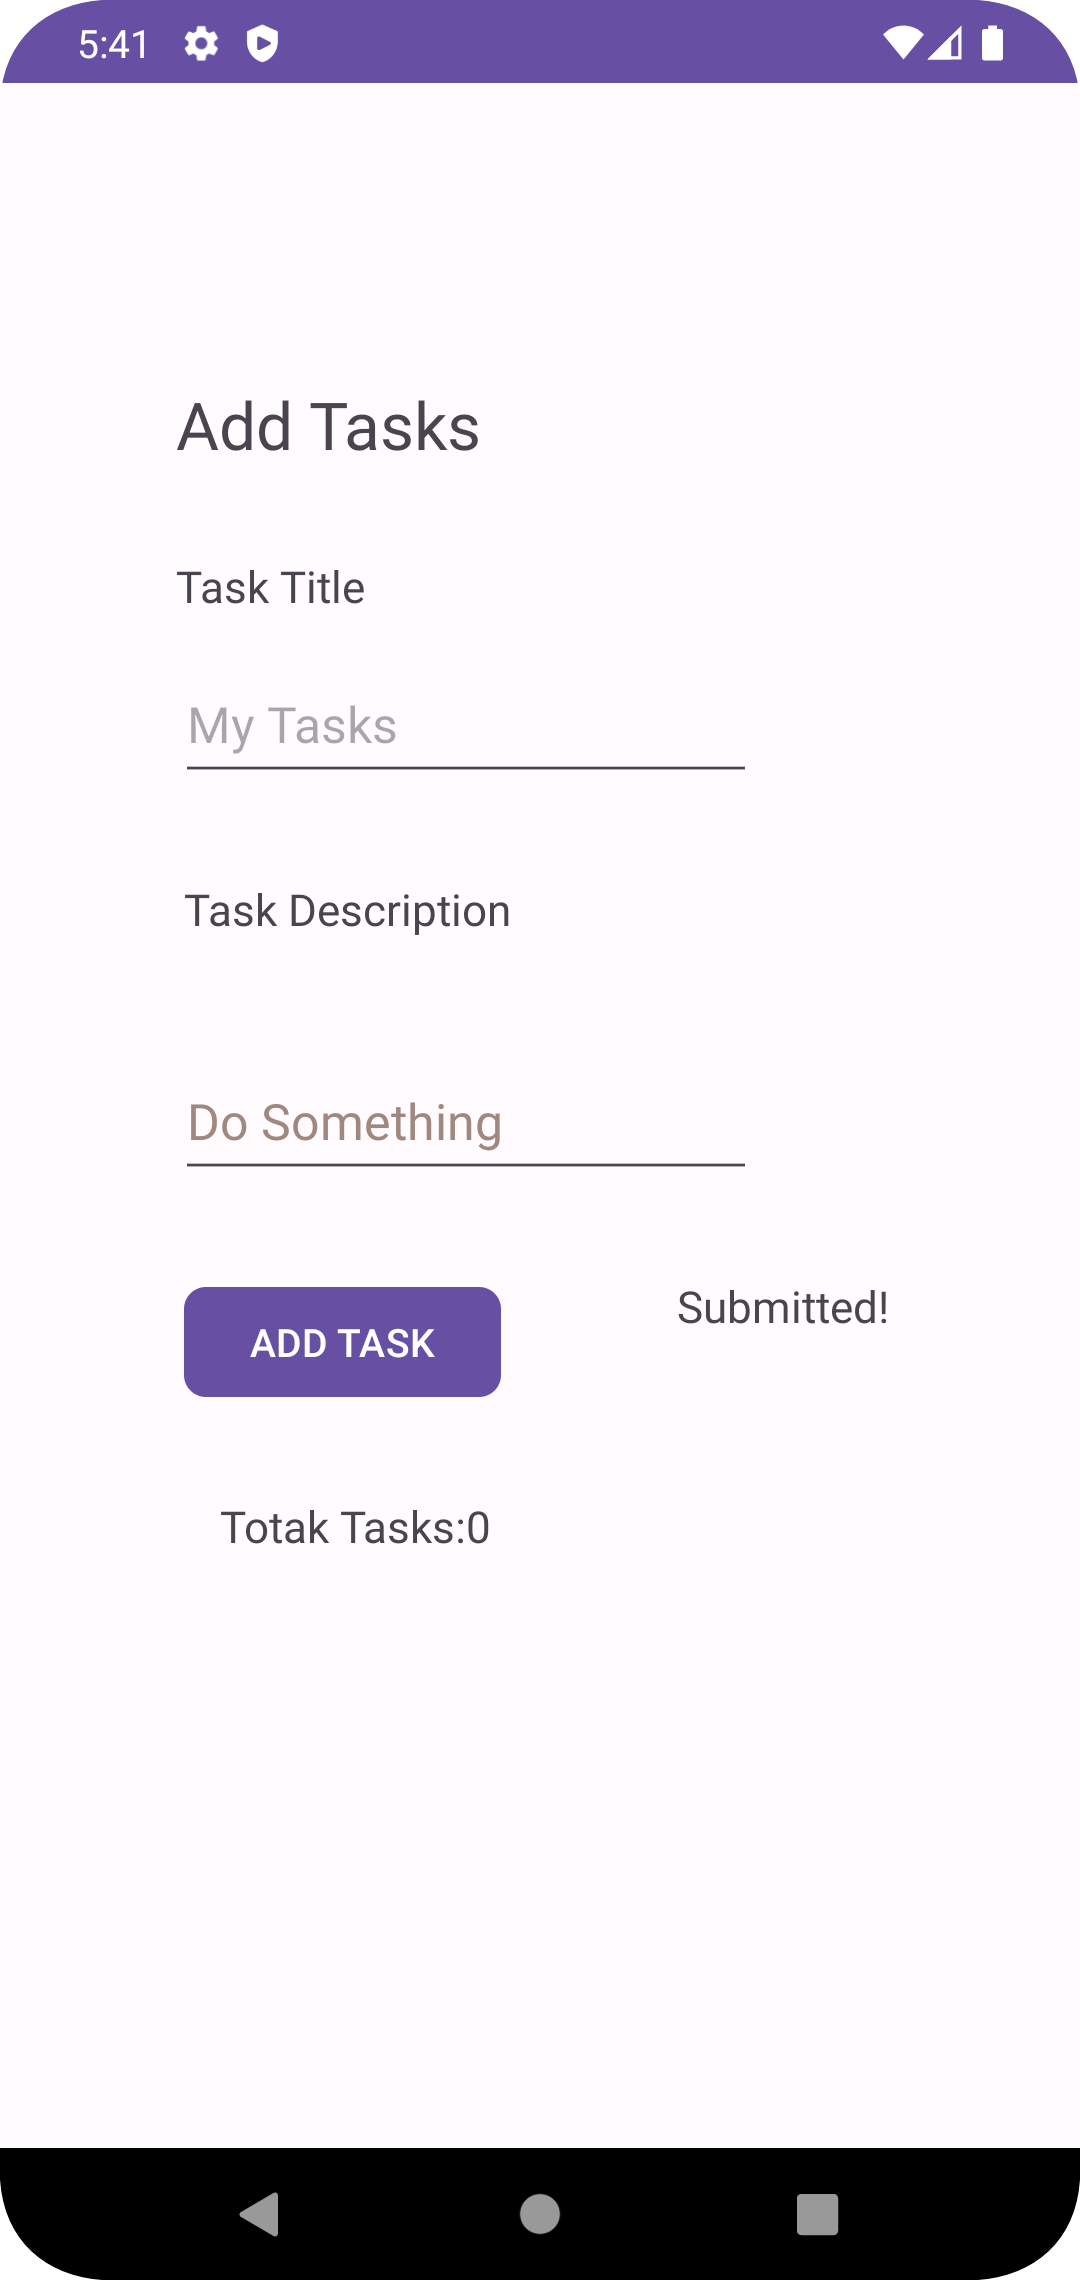 5:41
Add Tasks
Task Title
My Tasks
Task Description
Do Something
ADD TASK
Submitted!
Totak Tasks:0